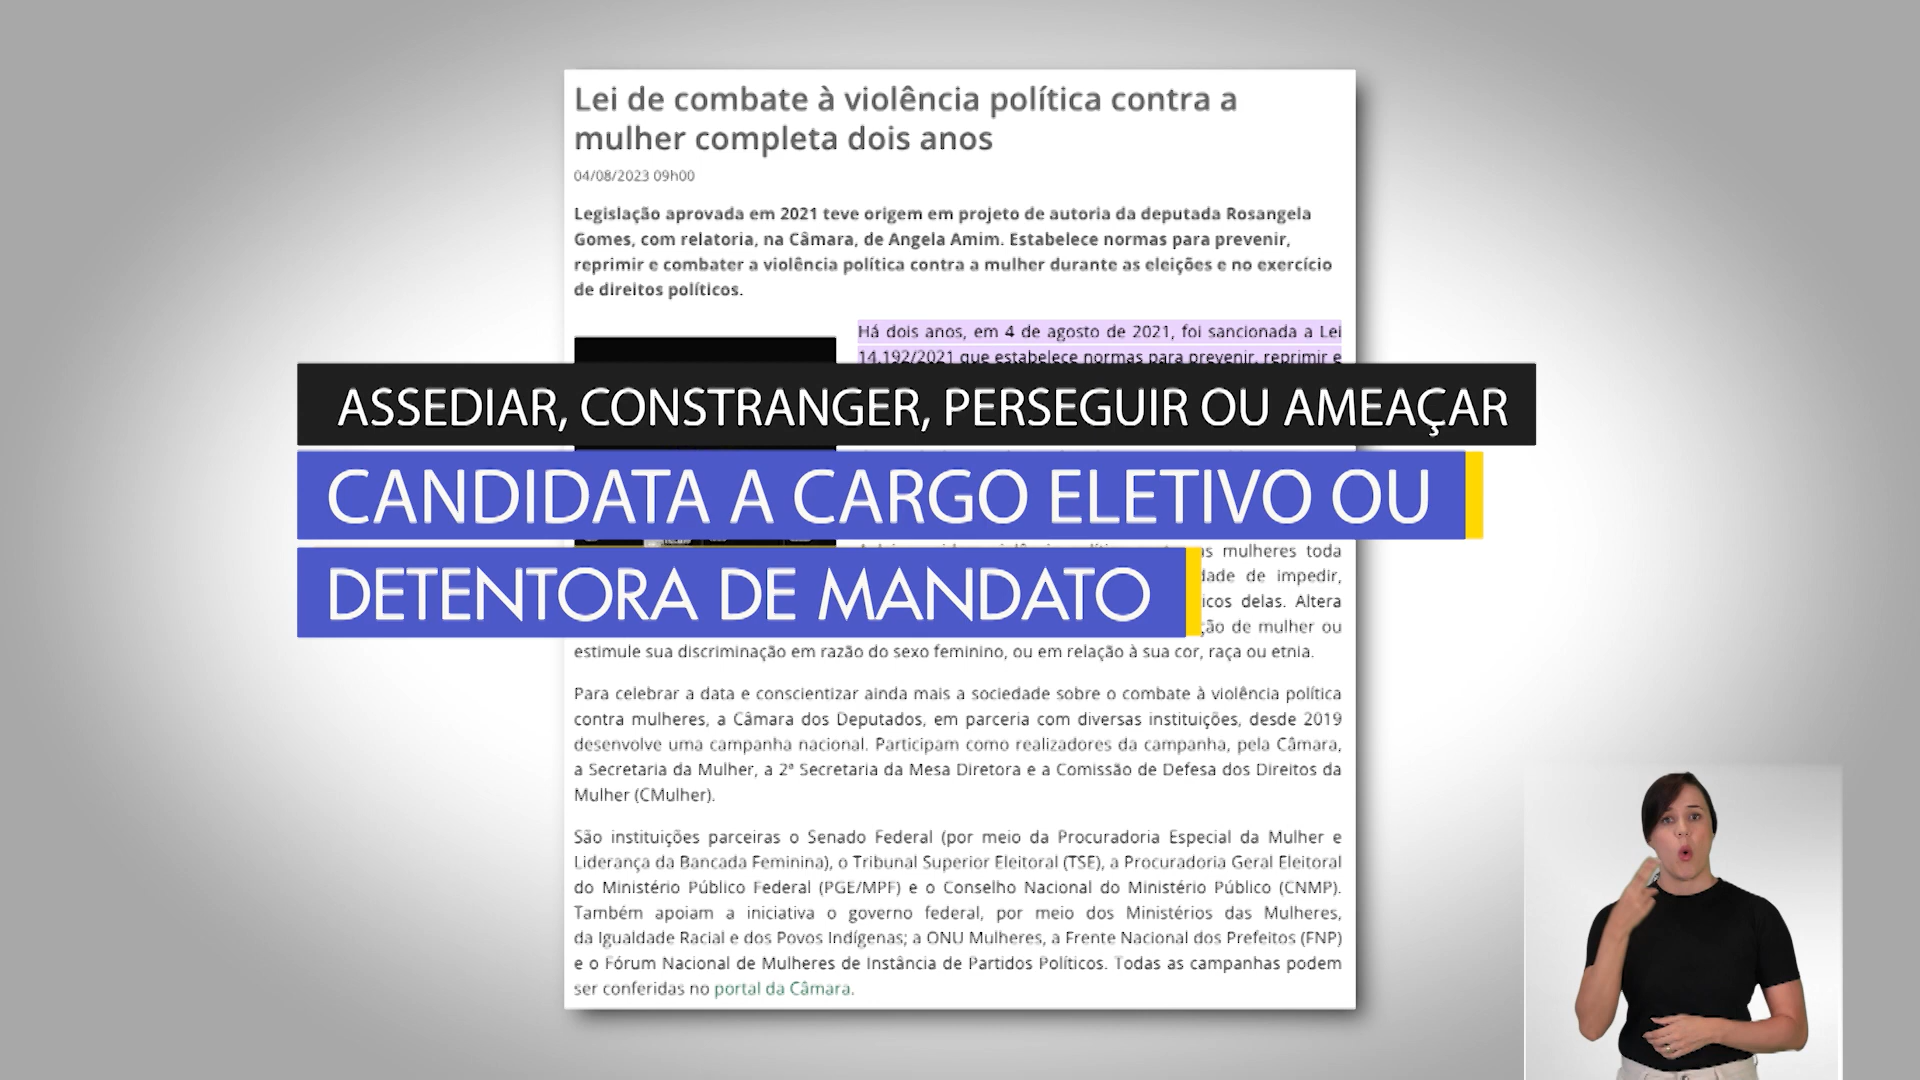 Lei de combate à violência política contra a
mulher completa dois anos
04/08/2023 09h00
Legislação aprovada em 2021 teve origem em projeto de autoria da deputada Rosangela
Gomes, com relatoria, na Câmara, de Angela Amim. Estabelece normas para prevenir,
reprimir e combater a violência política contra a mulher durante as eleições e no exercício
de direitos políticos.
Há dois anos, em 4 de agosto de 2021, foi sancionada a Lei
14.192/2021 que estabelece normas para prevenir, reprimir e
ASSEDIAR, CONSTRANGER, PERSEGUIR OU AMEAÇAR
CANDIDATA A CARGO ELETIVO OU
DETENTORA DE MANDATO
mulheres toda
de impedir,
delas. Altera
de mulher ou
estimule sua discriminação em razão do sexo feminino, ou em relação à sua cor, raça ou etnia.
Para celebrar a data e conscientizar ainda mais a sociedade sobre o combate à violência política
contra mulheres, a Câmara dos Deputados, em parceria com diversas instituições, desde 2019
desenvolve uma campanha nacional. Participam como realizadores da campanha, pela Câmara,
a Secretaria da Mulher, a 2ª Secretaria da Mesa Diretora e a Comissão de Defesa dos Direitos da
Mulher (CMulher).
São instituições parceiras o Senado Federal (por meio da Procuradoria Especial da Mulher e
Liderança da Bancada Feminina), o Tribunal Superior Eleitoral (TSE), a Procuradoria Geral Eleitoral
do Ministério Público Federal (PGE/MPF) e o Conselho Nacional do Ministério Público (CNMP).
Também apoiam a iniciativa o governo federal, por meio dos Ministérios das Mulheres,
da Igualdade Racial e dos Povos Indígenas; a ONU Mulheres, a Frente Nacional dos Prefeitos (FNP)
e o Fórum Nacional de Mulheres de Instância de Partidos Políticos. Todas as campanhas podem
ser conferidas no portal da Câmara.